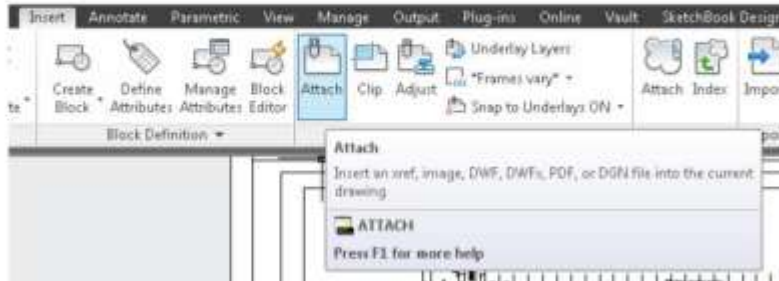 Insert Annotate Parametric View Manage Output Plug-ins Online Vault SketchBook Design
Create Block
Define Attributes
Manage Attributes
Block Editor
Attach
Clip
Adjust
Underlay Layers
*Frames vary*
Snap to Underlays ON
Attach
Index
Impor
Block Definition
Attach
Insert an xref, image, DWF, DWFx, PDF, or DGN file into the current
drawing
ATTACH
Press F1 for more help